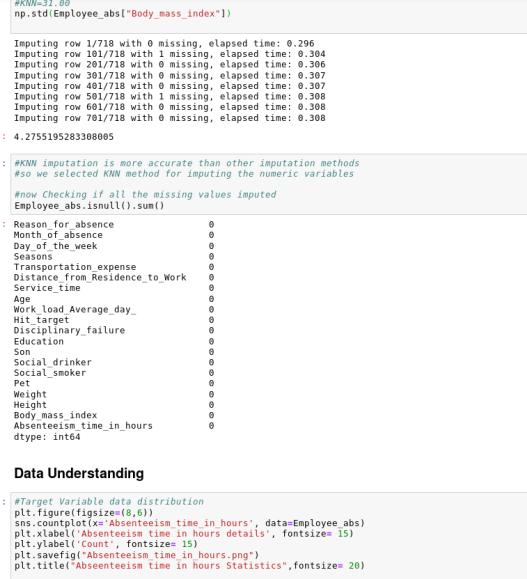 #KNN=31.00
np.std(Employee_abs["Body_mass_index"])
Imputing row 1/718 with 0 missing, elapsed time: 0.296
Imputing row 101/718 with 1 missing, elapsed time: 0.304
Imputing row 201/718 with 0 missing, elapsed time: 0.306
Imputing row 301/718 with 0 missing, elapsed time: 0.307
Imputing row 401/718 with 0 missing, elapsed time: 0.307
Imputing row 501/718 with 1 missing, elapsed time: 0.308
Imputing row 601/718 with 0 missing, elapsed time: 0.308
Imputing row 701/718 with 0 missing, elapsed time: 0.308
: 4.2755195283308005
: #KNN imputation is more accurate than other imputation methods
#so we selected KNN method for imputing the numeric variables
#now Checking if all the missing values imputed
Employee_abs.isnull().sum()
: Reason_for_absence 0
Month_of_absence 0
Day_of_the_week 0
Seasons 0
Transportation_expense 0
Distance_from_Residence_to_Work 0
Service_time 0
Age 0
Work_load_Average_day_ 0
Hit_target 0
Disciplinary_failure 0
Education 0
Son 0
Social_drinker 0
Social_smoker 0
Pet 0
Weight 0
Height 0
Body_mass_index 0
Absenteeism_time_in_hours 0
dtype: int64
Data Understanding
: #Target Variable data distribution
plt.figure(figsize=(8,6))
sns.countplot(x='Absenteeism_time_in_hours', data=Employee_abs)
plt.xlabel('Absenteeism time in hours details', fontsize= 15)
plt.ylabel('Count', fontsize= 15)
plt.savefig("Absenteeism_time_in_hours.png")
plt.title("Abseenteism time in hours Statistics",fontsize= 20)